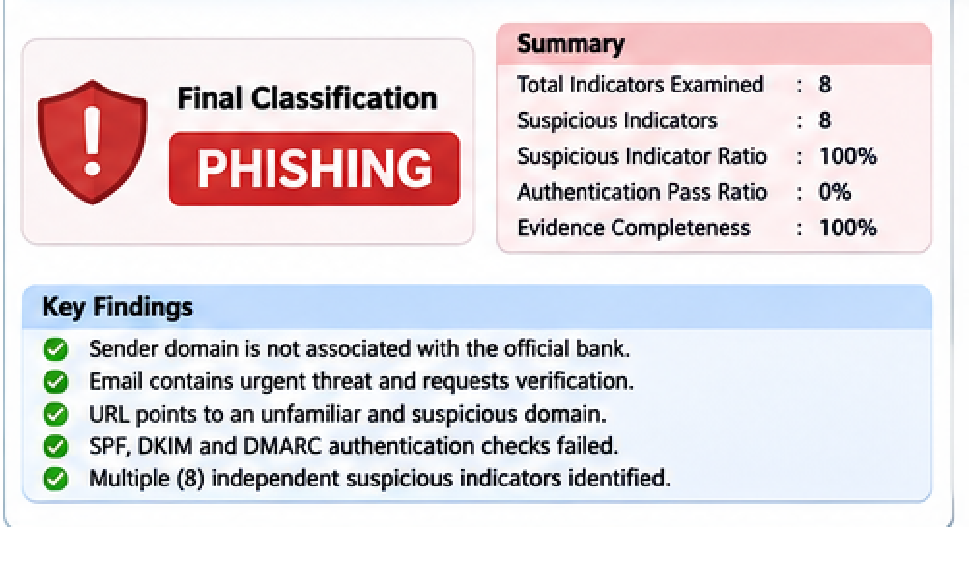 Final Classification
PHISHING
Summary
Total Indicators Examined : 8
Suspicious Indicators : 8
Suspicious Indicator Ratio : 100%
Authentication Pass Ratio : 0%
Evidence Completeness : 100%
Key Findings
Sender domain is not associated with the official bank.
Email contains urgent threat and requests verification.
URL points to an unfamiliar and suspicious domain.
SPF, DKIM and DMARC authentication checks failed.
Multiple (8) independent suspicious indicators identified.